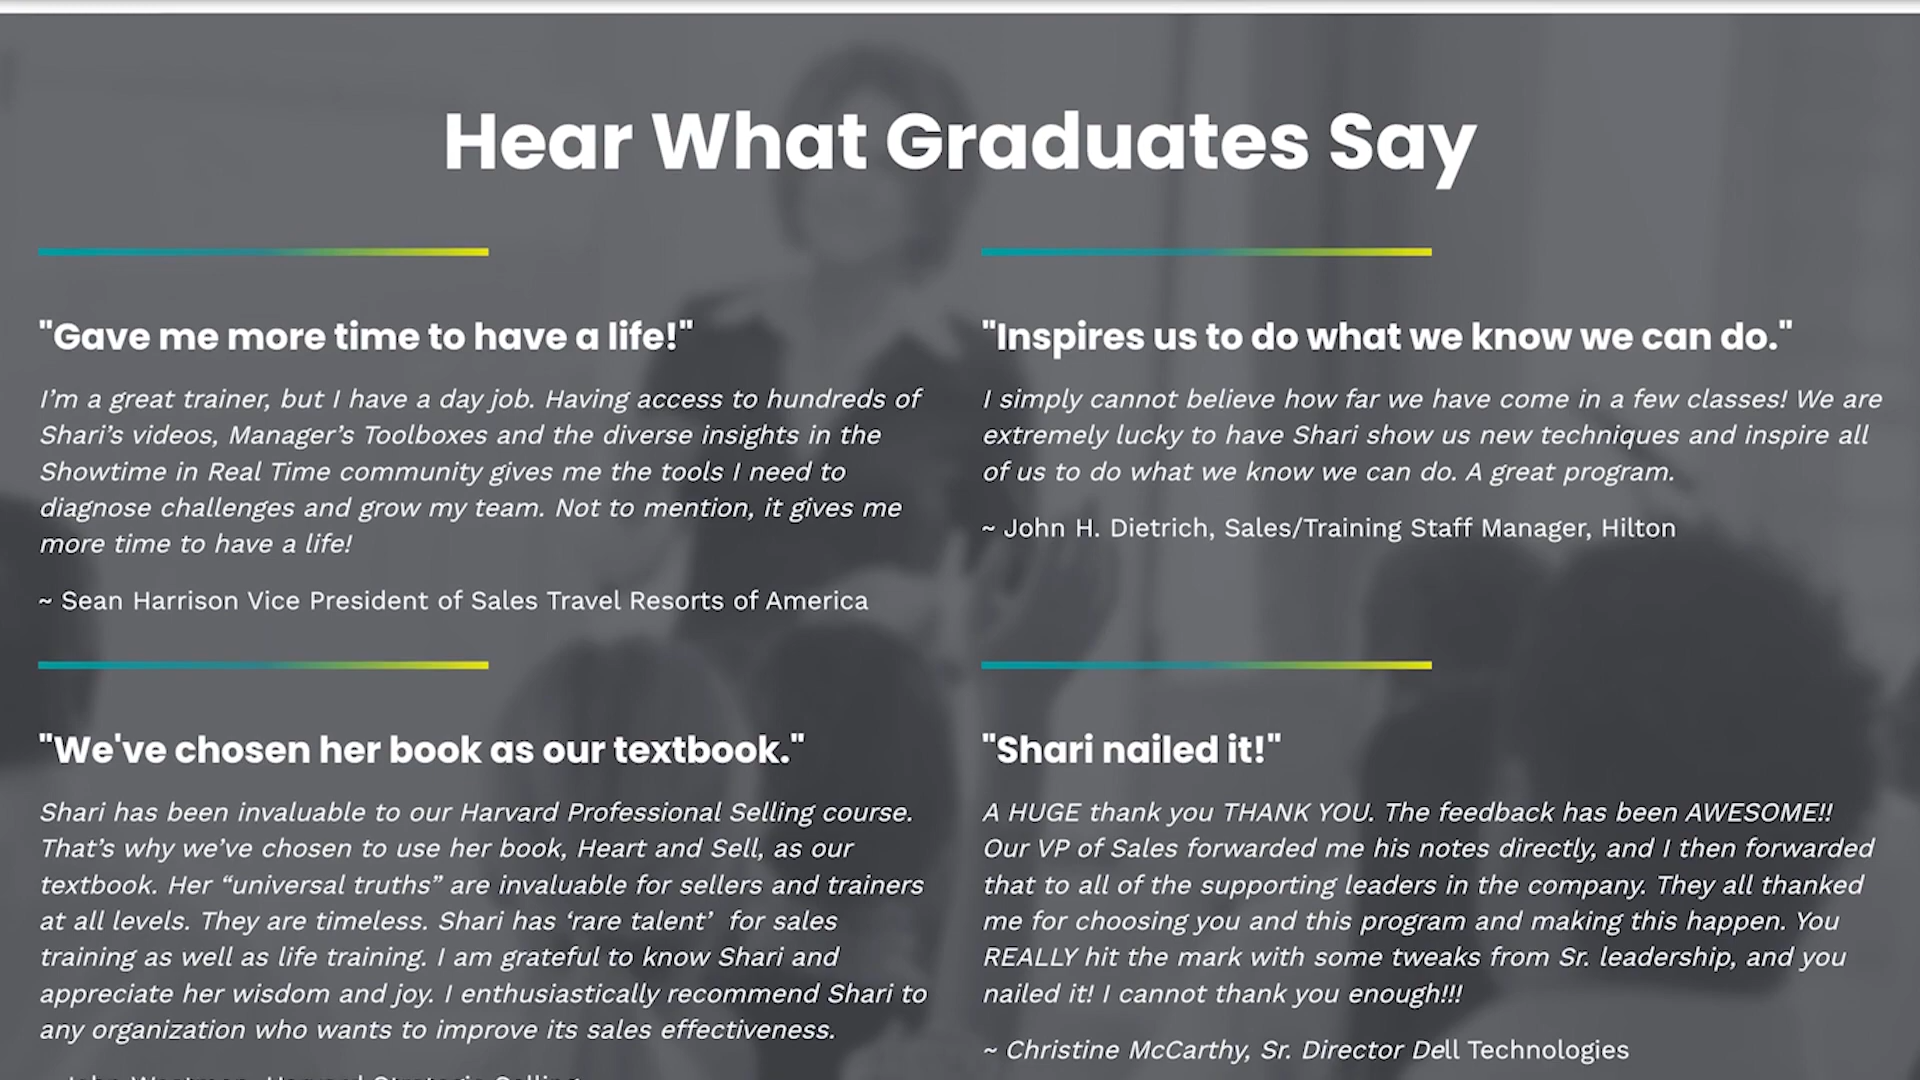 Hear What Graduates Say
"Gave me more time to have a life!"
I’m a great trainer, but I have a day job. Having access to hundreds of
Shari’s videos, Manager’s Toolboxes and the diverse insights in the
Showtime in Real Time community gives me the tools I need to
diagnose challenges and grow my team. Not to mention, it gives me
more time to have a life!
~ Sean Harrison Vice President of Sales Travel Resorts of America
"Inspires us to do what we know we can do."
I simply cannot believe how far we have come in a few classes! We are
extremely lucky to have Shari show us new techniques and inspire all
of us to do what we know we can do. A great program.
~ John H. Dietrich, Sales/Training Staff Manager, Hilton
"We've chosen her book as our textbook."
Shari has been invaluable to our Harvard Professional Selling course.
That’s why we’ve chosen to use her book, Heart and Sell, as our
textbook. Her “universal truths” are invaluable for sellers and trainers
at all levels. They are timeless. Shari has ‘rare talent’  for sales
training as well as life training. I am grateful to know Shari and
appreciate her wisdom and joy. I enthusiastically recommend Shari to
any organization who wants to improve its sales effectiveness.
"Shari nailed it!"
A HUGE thank you THANK YOU. The feedback has been AWESOME!!
Our VP of Sales forwarded me his notes directly, and I then forwarded
that to all of the supporting leaders in the company. They all thanked
me for choosing you and this program and making this happen. You
REALLY hit the mark with some tweaks from Sr. leadership, and you
nailed it! I cannot thank you enough!!!
~ Christine McCarthy, Sr. Director Dell Technologies